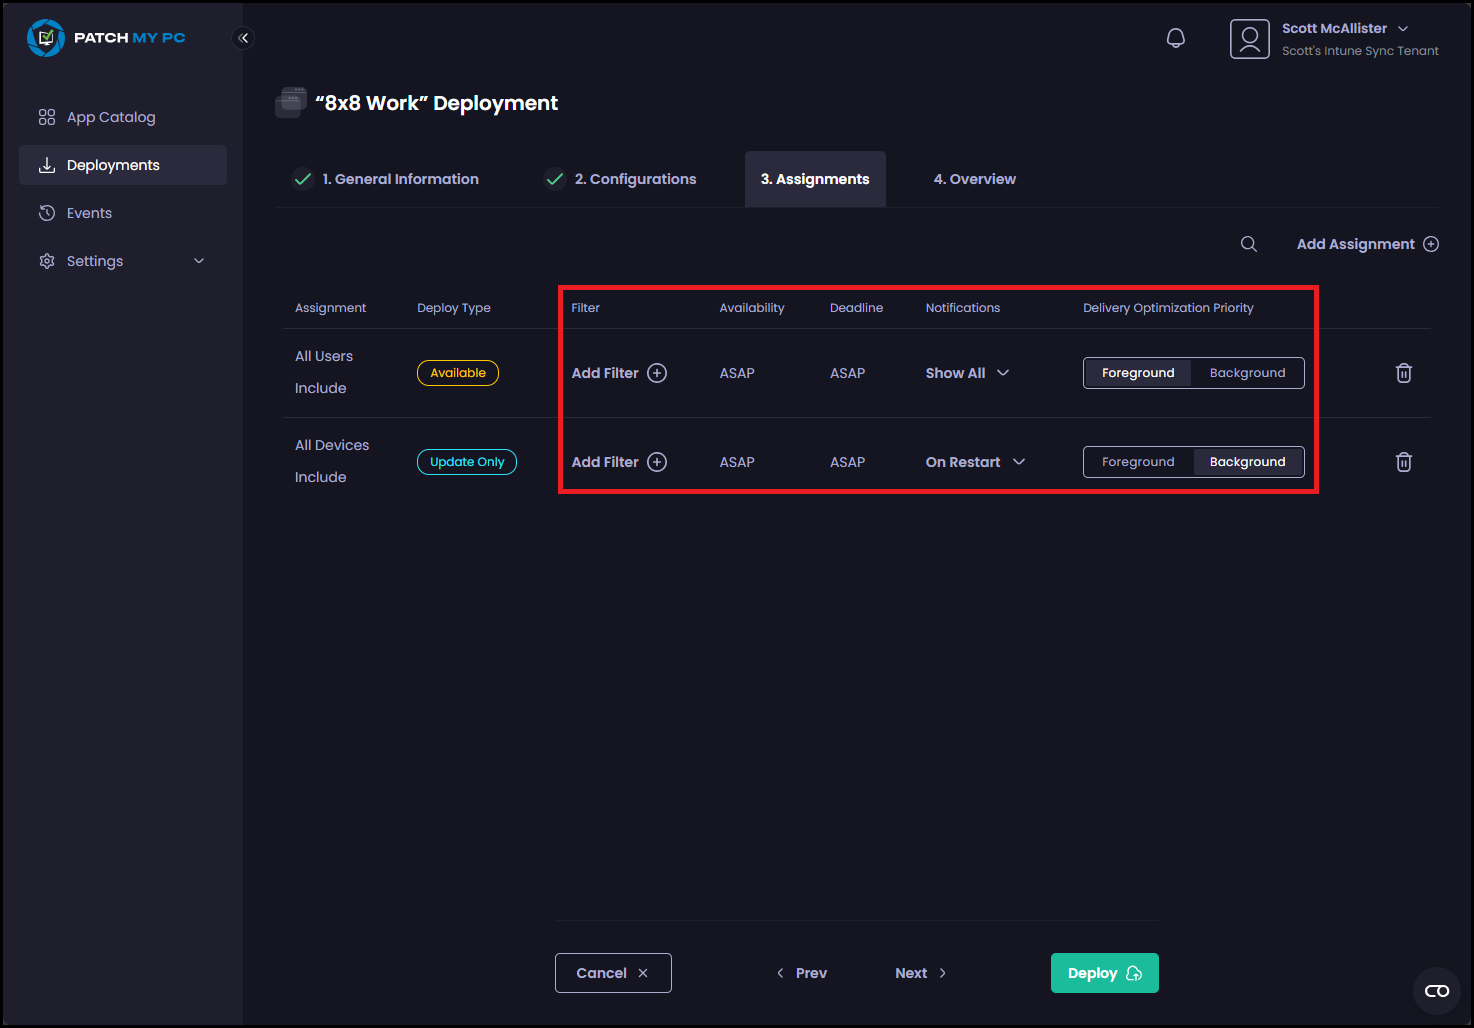 PATCH MY PC
Scott McAllister
Scott's Intune Sync Tenant
App Catalog
Deployments
Events
Settings
“8x8 Work” Deployment
1. General Information
2. Configurations
3. Assignments
4. Overview
Add Assignment
Assignment
Deploy Type
Filter
Availability
Deadline
Notifications
Delivery Optimization Priority
All Users
Include
Available
Add Filter
ASAP
ASAP
Show All
Foreground
Background
All Devices
Include
Update Only
Add Filter
ASAP
ASAP
On Restart
Foreground
Background
Cancel
Prev
Next
Deploy